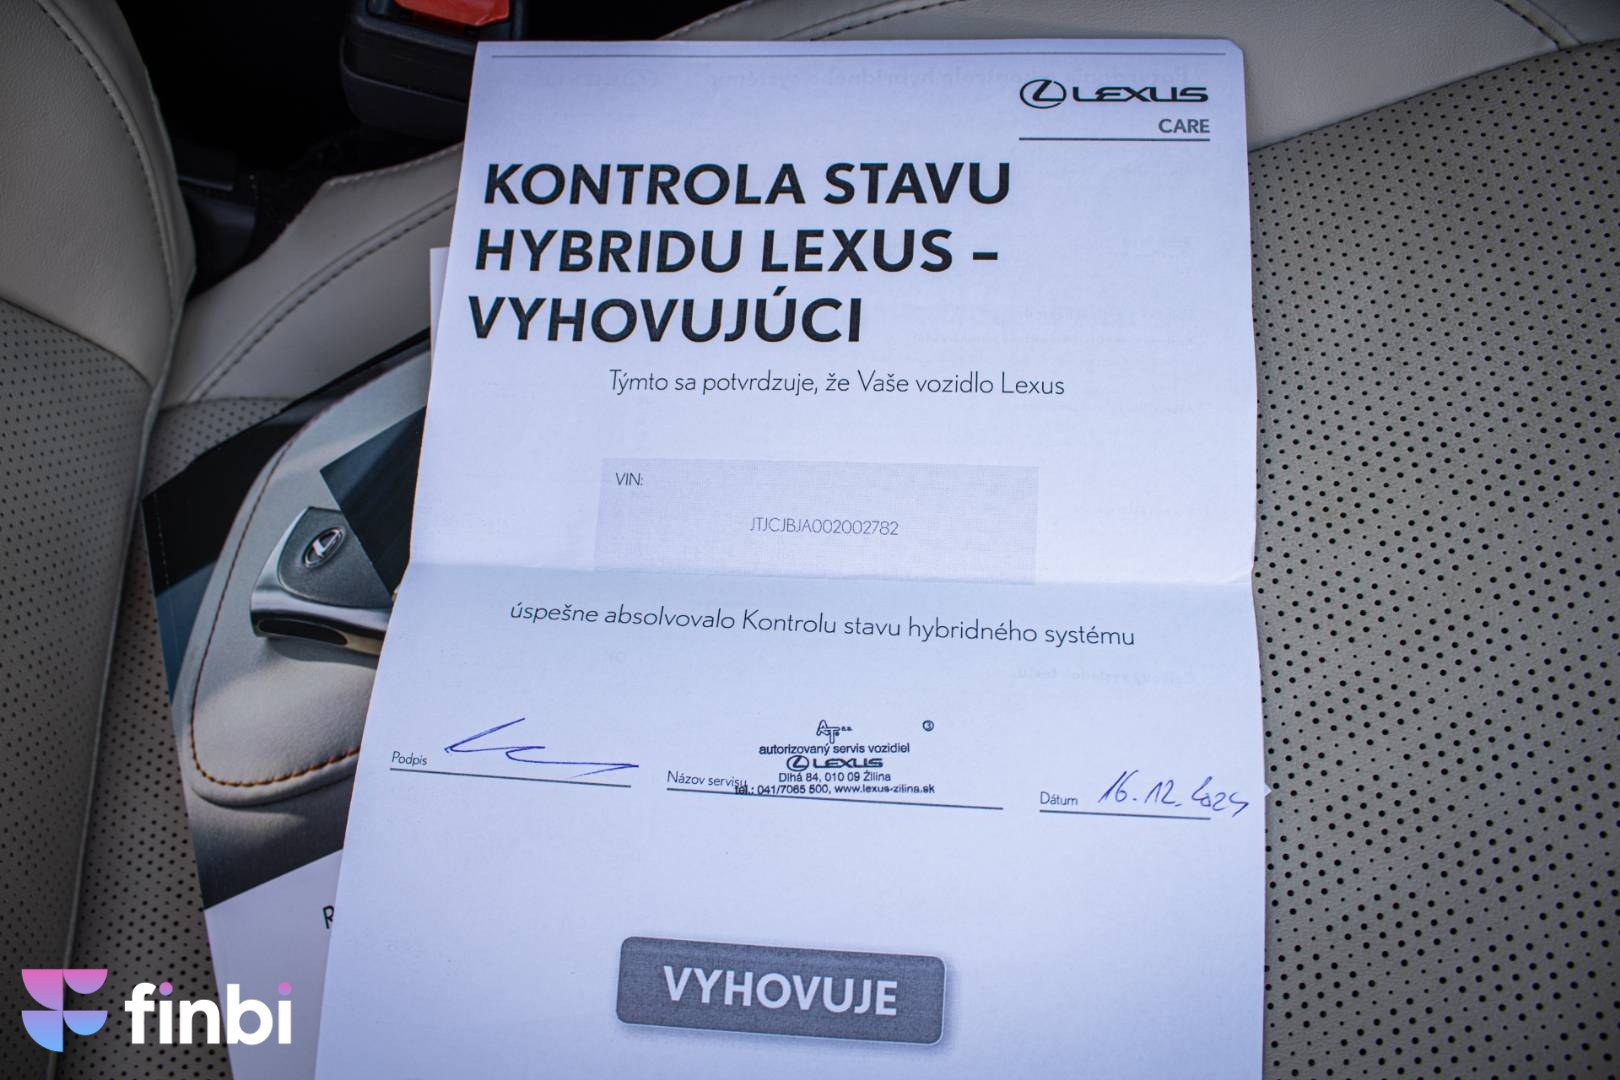 LEXUS
CARE
KONTROLA STAVU
HYBRIDU LEXUS –
VYHOVUJÚCI
Týmto sa potvrdzuje, že Vaše vozidlo Lexus
VIN:
JTJCJBJA002002782
úspešne absolvovalo Kontrolu stavu hybridného systému
Podpis
Názov servisu
autorizovaný servis vozidiel
LEXUS
Dlhá 84, 010 09 Žilina
tel.: 041/7065 500, www.lexus-zilina.sk
Dátum 16.12.2024
VYHOVUJE
finbi